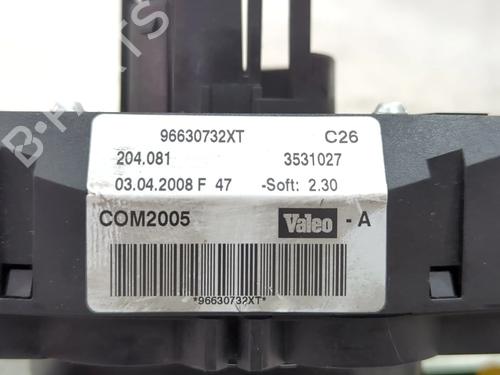 96630732XT C26
204.081 3531027
03.04.2008 F 47 -Soft: 2.30
COM2005 Valeo - A
*96630732XT*